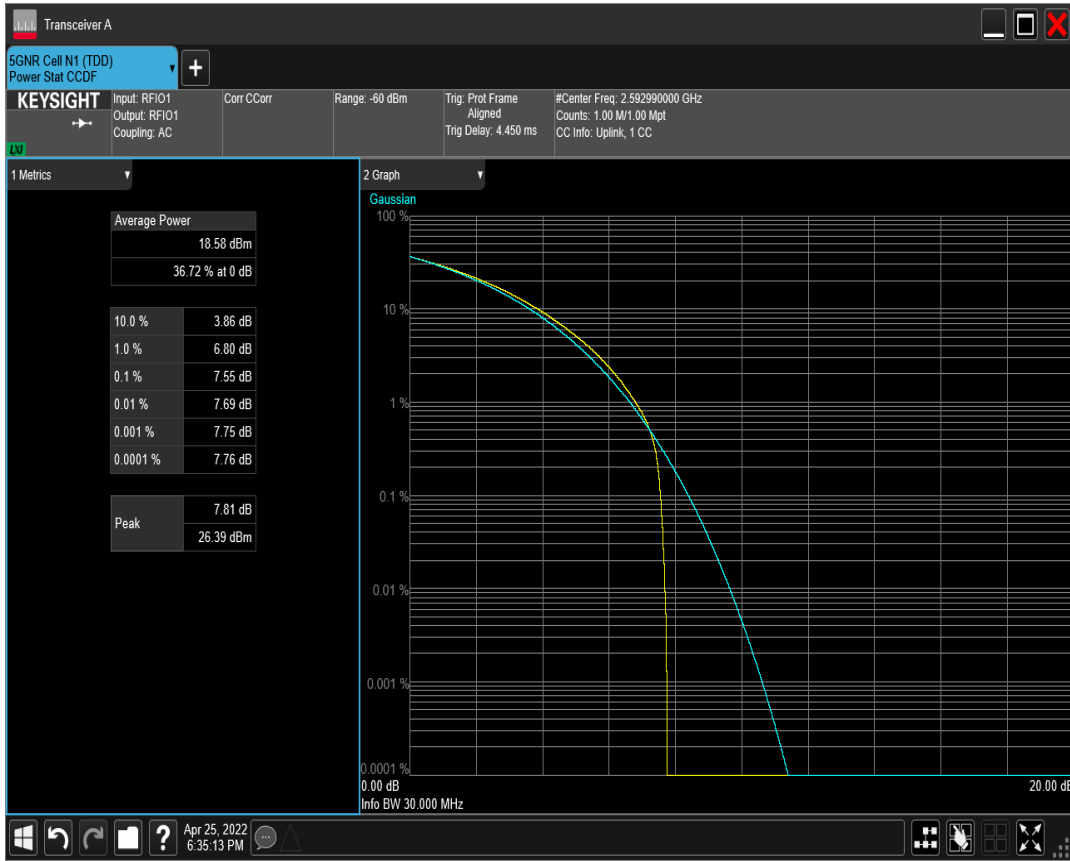 Transceiver A
5GNR Cell N1 (TDD)
Power Stat CCDF
+
KEYSIGHT
LXI
Input: RFIO1
Output: RFIO1
Coupling: AC
Corr CCorr
Range: -60 dBm
Trig: Prot Frame
Aligned
Trig Delay: 4.450 ms
#Center Freq: 2.592990000 GHz
Counts: 1.00 M/1.00 Mpt
CC Info: Uplink, 1 CC
1 Metrics
Average Power
18.58 dBm
36.72 % at 0 dB
10.0 % 3.86 dB
1.0 % 6.80 dB
0.1 % 7.55 dB
0.01 % 7.69 dB
0.001 % 7.75 dB
0.0001 % 7.76 dB
Peak 7.81 dB
26.39 dBm
2 Graph
Gaussian
100 %
10 %
1 %
0.1 %
0.01 %
0.001 %
0.0001 %
0.00 dB 20.00 dB
Info BW 30.000 MHz
?
Apr 25, 2022
6:35:13 PM